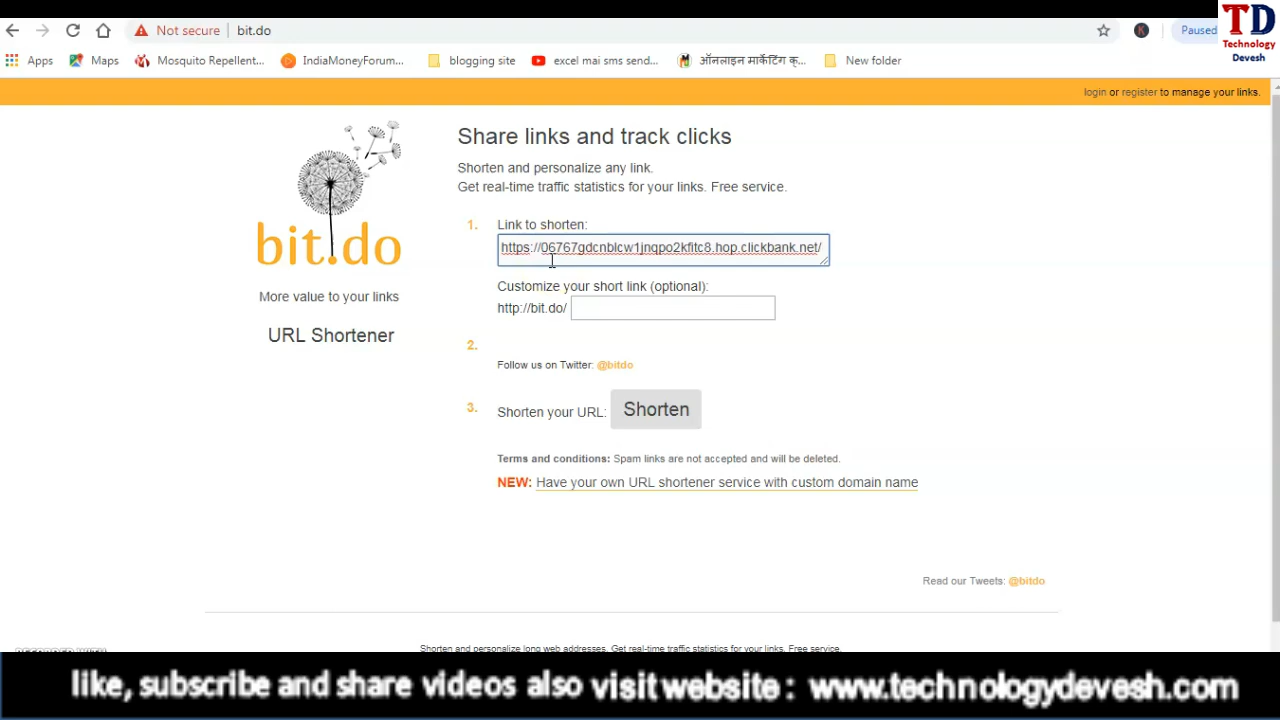 TD
Technology
Devesh
Not secure bit.do
Paused
Apps Maps Mosquito Repellent... IndiaMoneyForum... blogging site excel mai sms send... ऑनलाइन मार्केटिंग क्... New folder
login or register to manage your links.
Share links and track clicks
Shorten and personalize any link.
Get real-time traffic statistics for your links. Free service.
bit.do
More value to your links
URL Shortener
1. Link to shorten:
https://06767gdcnblcw1jnqpo2kfitc8.hop.clickbank.net/
Customize your short link (optional):
http://bit.do/
2.
Follow us on Twitter: @bitdo
3. Shorten your URL: Shorten
Terms and conditions: Spam links are not accepted and will be deleted.
NEW: Have your own URL shortener service with custom domain name
Read our Tweets: @bitdo
Shorten and personalize long web addresses. Get real-time traffic statistics for your links. Free service.
like, subscribe and share videos also visit website : www.technologydevesh.com